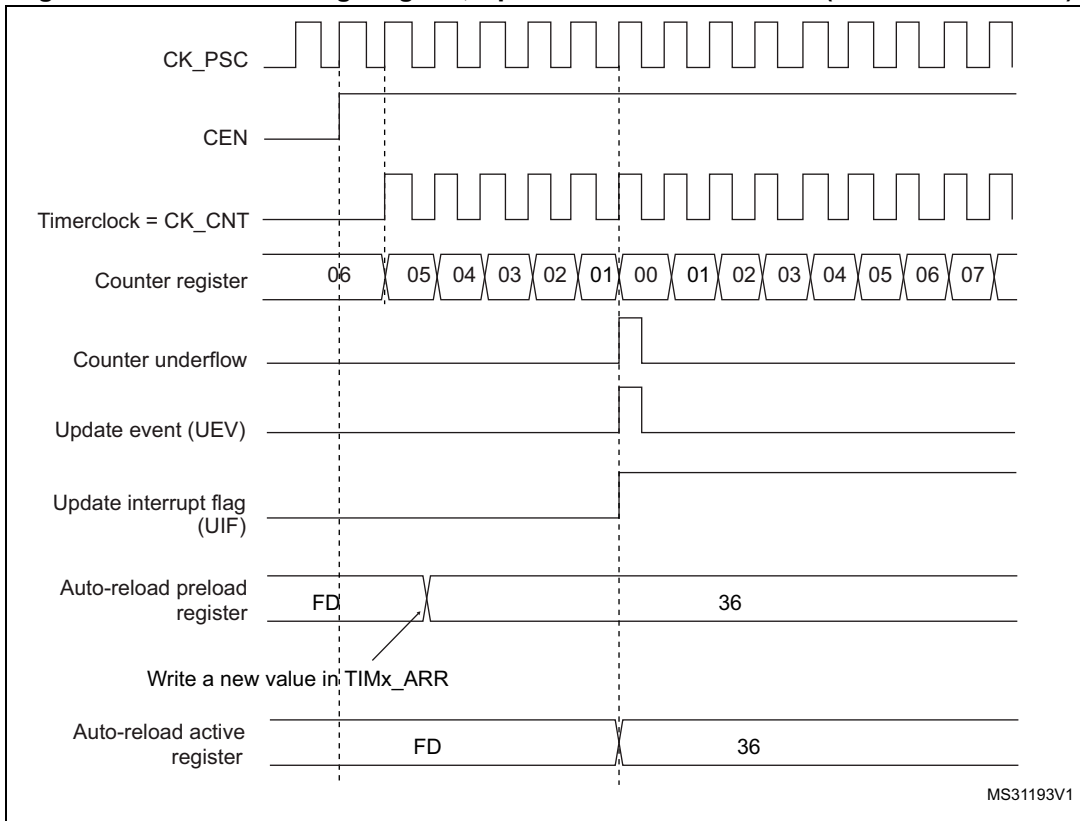 CK_PSC
CEN
Timerclock = CK_CNT
Counter register 06 05 04 03 02 01 00 01 02 03 04 05 06 07
Counter underflow
Update event (UEV)
Update interrupt flag
(UIF)
Auto-reload preload
register
FD 36
Write a new value in TIMx_ARR
Auto-reload active
register
FD 36
MS31193V1